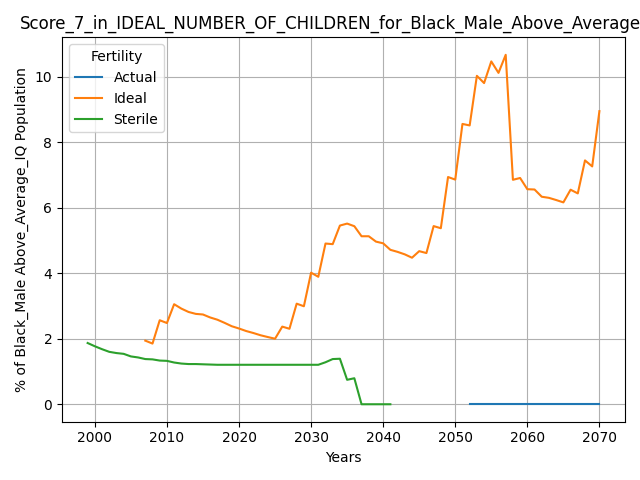 Score_7_in_IDEAL_NUMBER_OF_CHILDREN_for_Black_Male_Above_Average
Fertility
Actual
Ideal
Sterile
% of Black_Male Above_Average_IQ Population
10
8
6
4
2
0
2000 2010 2020 2030 2040 2050 2060 2070
Years